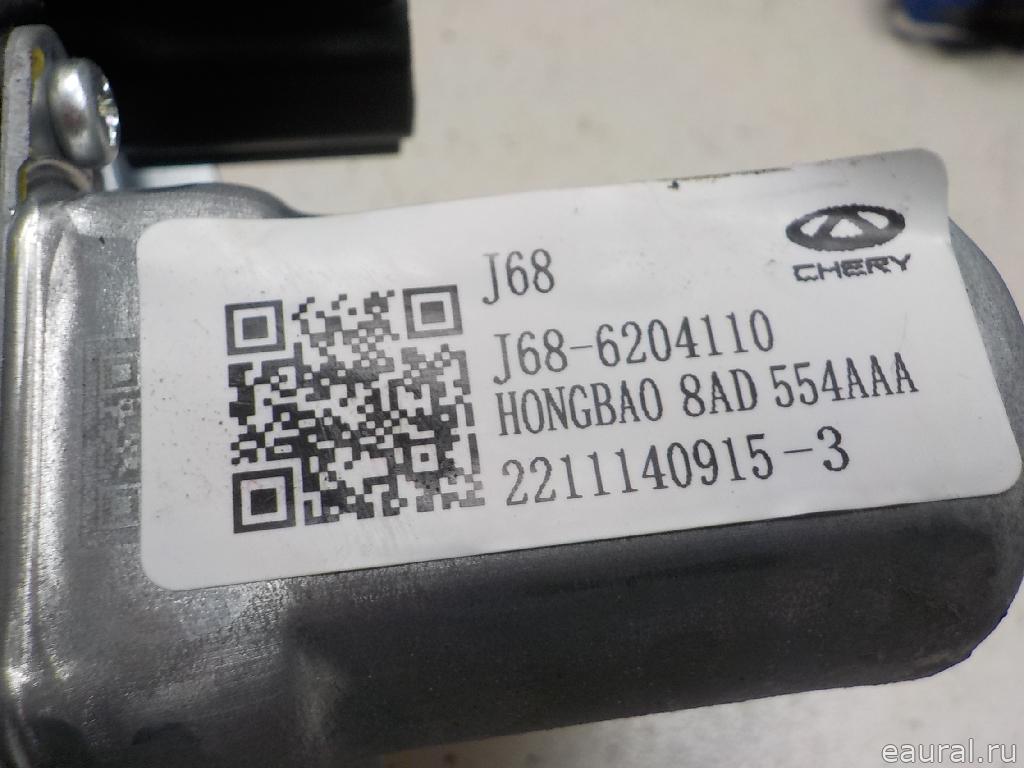 CHERY
J68
J68-6204110
HONGBAO 8AD 554AAA
2211140915-3
eaural.ru